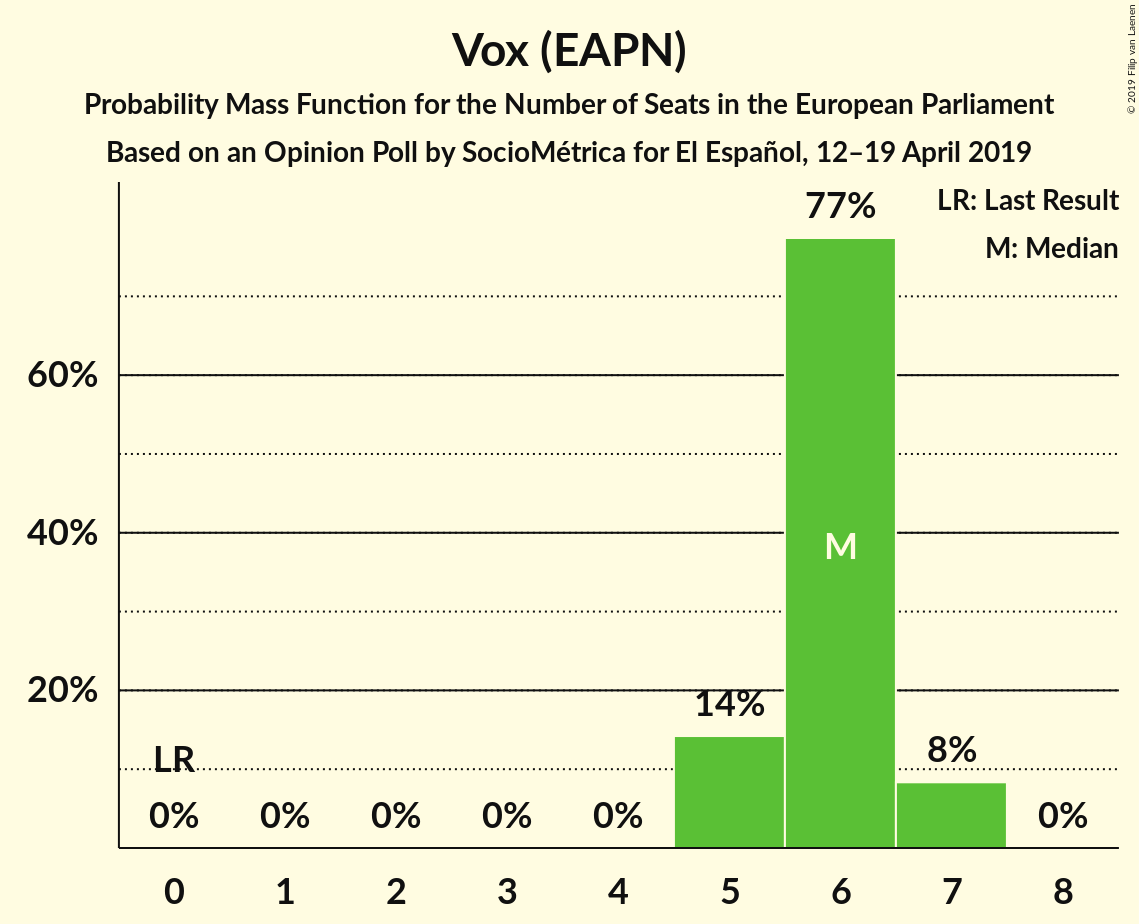 Vox (EAPN)
Probability Mass Function for the Number of Seats in the European Parliament
Based on an Opinion Poll by SocioMétrica for El Español, 12–19 April 2019
© 2019 Filip van Laenen
LR: Last Result
M: Median
77%
60%
40%
M
20%
14%
LR
8%
0% 0% 0% 0% 0% 0%
0 1 2 3 4 5 6 7 8